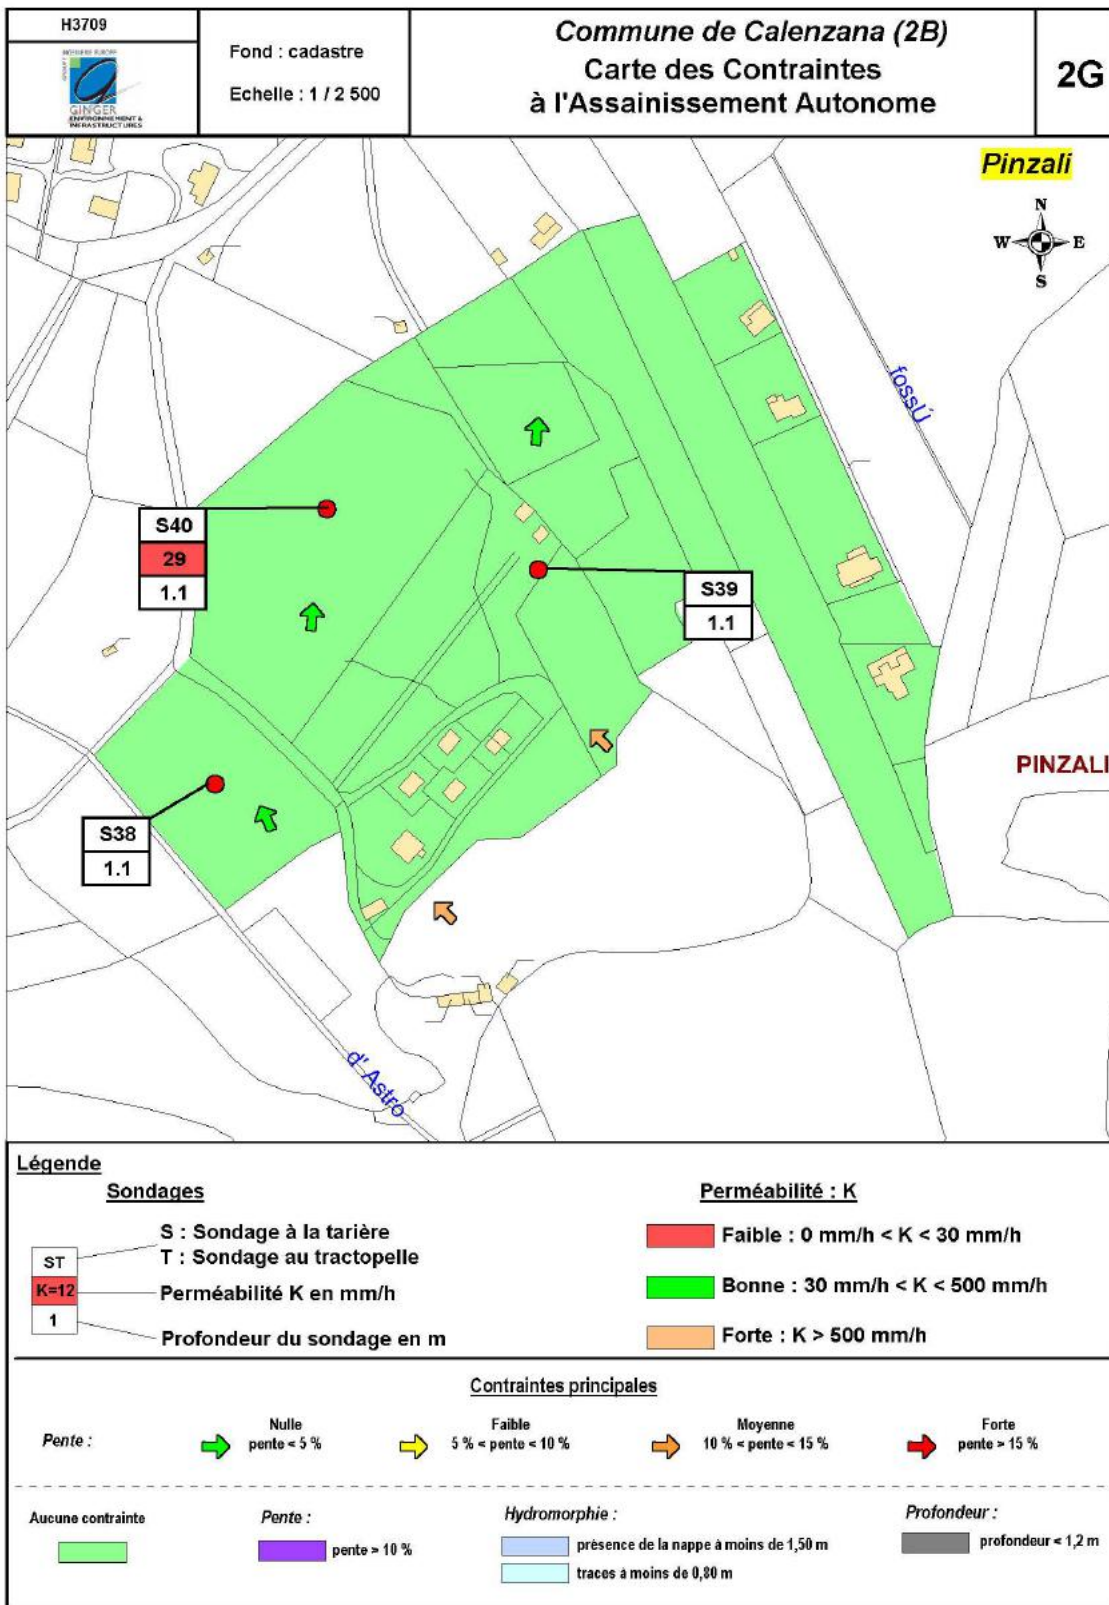 H3709
INGENIERIE EUROPE
GINGER
ENVIRONNEMENT &
INFRASTRUCTURES
Fond : cadastre
Echelle : 1 / 2 500
Commune de Calenzana (2B)
Carte des Contraintes
à l'Assainissement Autonome
2G
Pinzali
N
W E
S
fossÚ
S40
29
1.1
S39
1.1
PINZALI
S38
1.1
d' Astro
Légende
Sondages
S : Sondage à la tarière
T : Sondage au tractopelle
ST
K=12
Perméabilité K en mm/h
1
Profondeur du sondage en m
Perméabilité : K
Faible : 0 mm/h < K < 30 mm/h
Bonne : 30 mm/h < K < 500 mm/h
Forte : K > 500 mm/h
Contraintes principales
Pente :
Nulle
pente < 5 %
Faible
5 % < pente < 10 %
Moyenne
10 % < pente < 15 %
Forte
pente > 15 %
Aucune contrainte
Pente :
pente > 10 %
Hydromorphie :
présence de la nappe à moins de 1,50 m
traces à moins de 0,80 m
Profondeur :
profondeur < 1,2 m